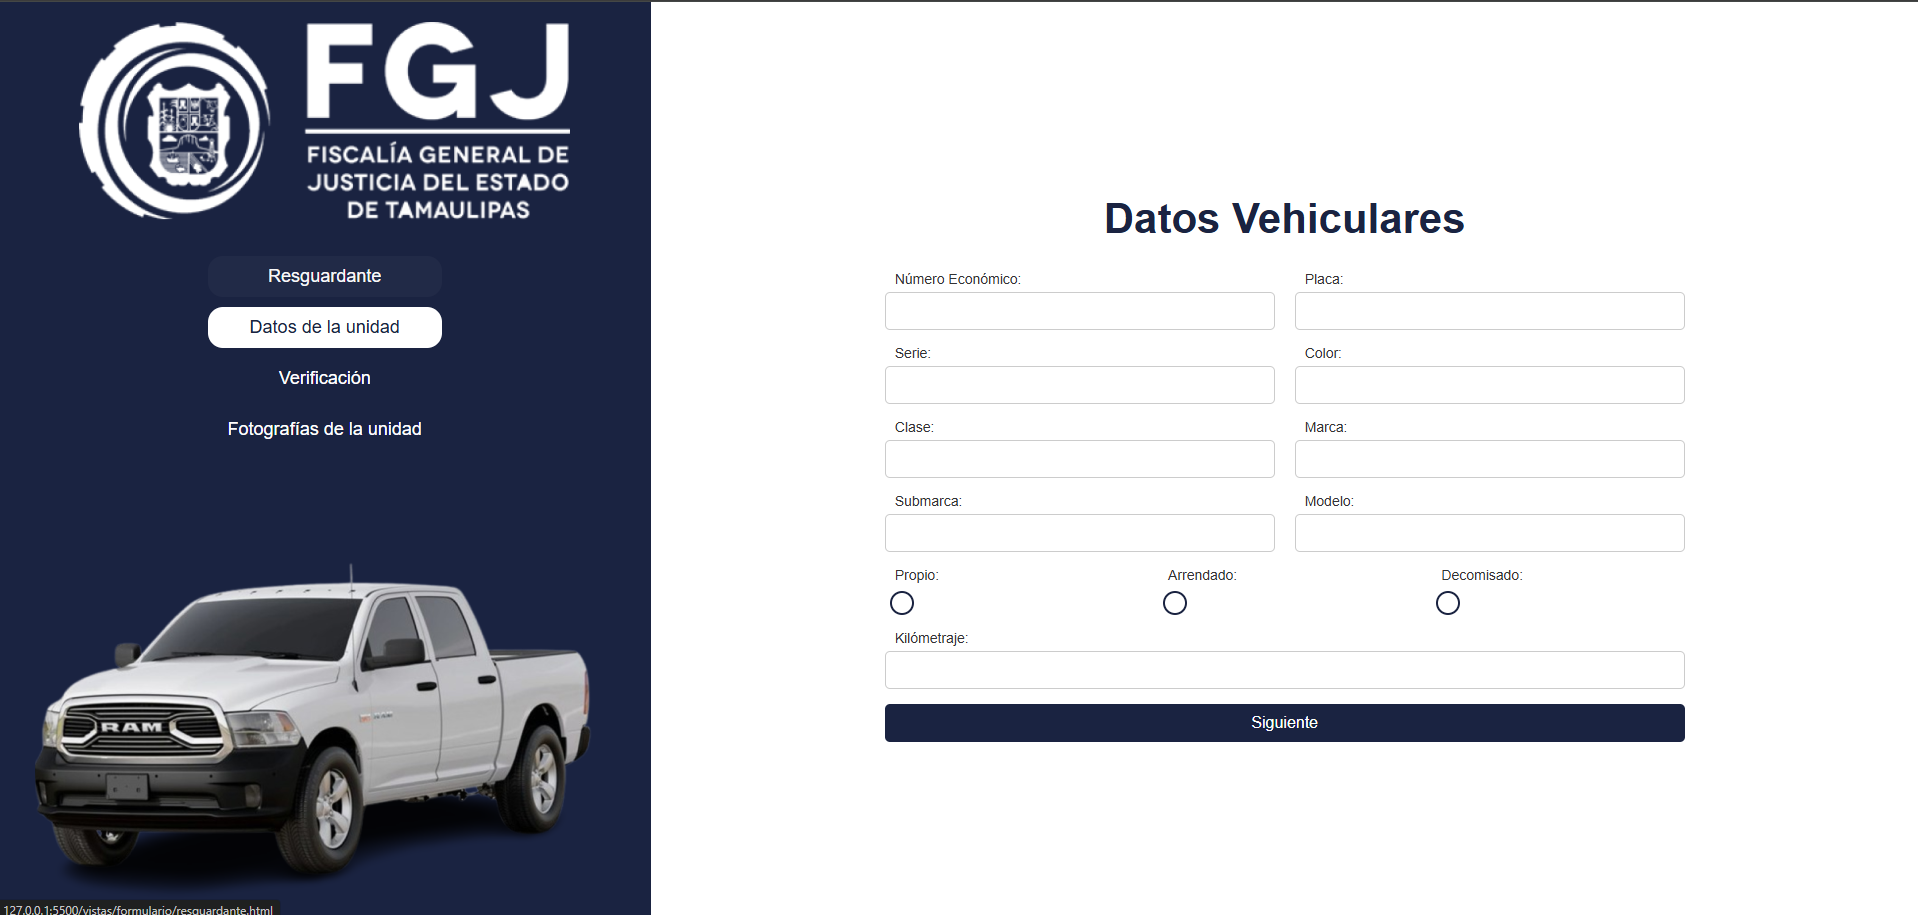 FGJ
FISCALÍA GENERAL DE
JUSTICIA DEL ESTADO
DE TAMAULIPAS
Resguardante
Datos de la unidad
Verificación
Fotografías de la unidad
RAM
Datos Vehiculares
Número Económico:
Placa:
Serie:
Color:
Clase:
Marca:
Submarca:
Modelo:
Propio:
Arrendado:
Decomisado:
Kilómetraje:
Siguiente
127.0.0.1:5500/vistas/formulario/resguardante.html